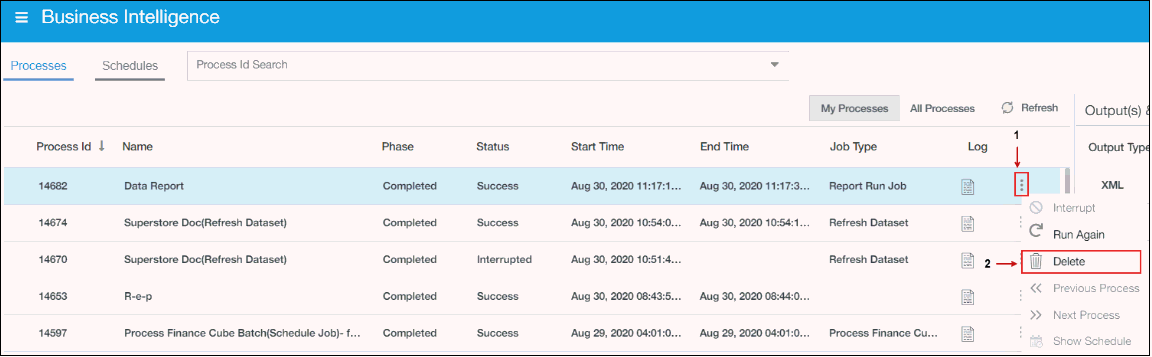 Business Intelligence
Processes Schedules Process Id Search
My Processes All Processes Refresh Output(s) &
1
Process Id Name Phase Status Start Time End Time Job Type Log Output Type
14682 Data Report Completed Success Aug 30, 2020 11:17:1... Aug 30, 2020 11:17:3... Report Run Job XML
Interrupt
14674 Superstore Doc(Refresh Dataset) Completed Success Aug 30, 2020 10:54:0... Aug 30, 2020 10:54:1... Refresh Dataset
Run Again
14670 Superstore Doc(Refresh Dataset) Completed Interrupted Aug 30, 2020 10:51:4... Refresh Dataset
2 Delete
Previous Process
14653 R-e-p Completed Success Aug 30, 2020 08:43:5... Aug 30, 2020 08:44:0...
Next Process
14597 Process Finance Cube Batch(Schedule Job)- f... Completed Success Aug 29, 2020 04:01:0... Aug 29, 2020 04:01:0... Process Finance Cu...
Show Schedule